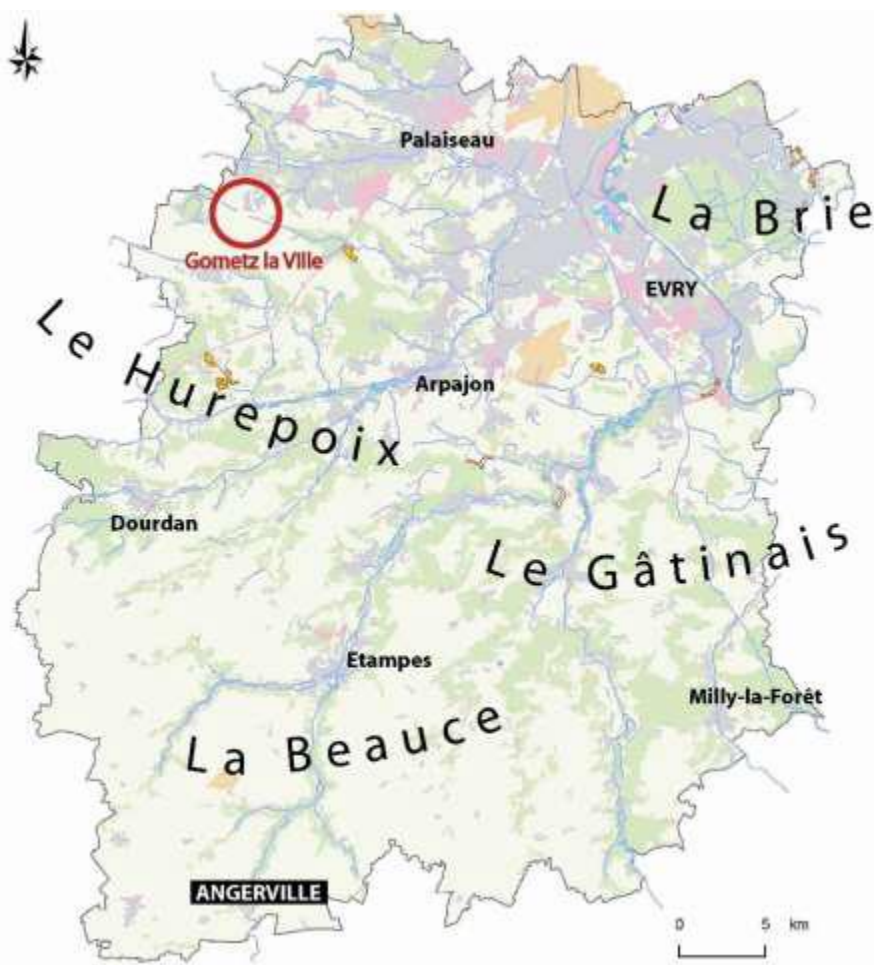 Palaiseau
La Brie
Gometz la Ville
EVRY
Le Hurepoix
Arpajon
Dourdan
Le Gâtinais
Etampes
Milly-la-Forêt
La Beauce
ANGERVILLE
0 5 km